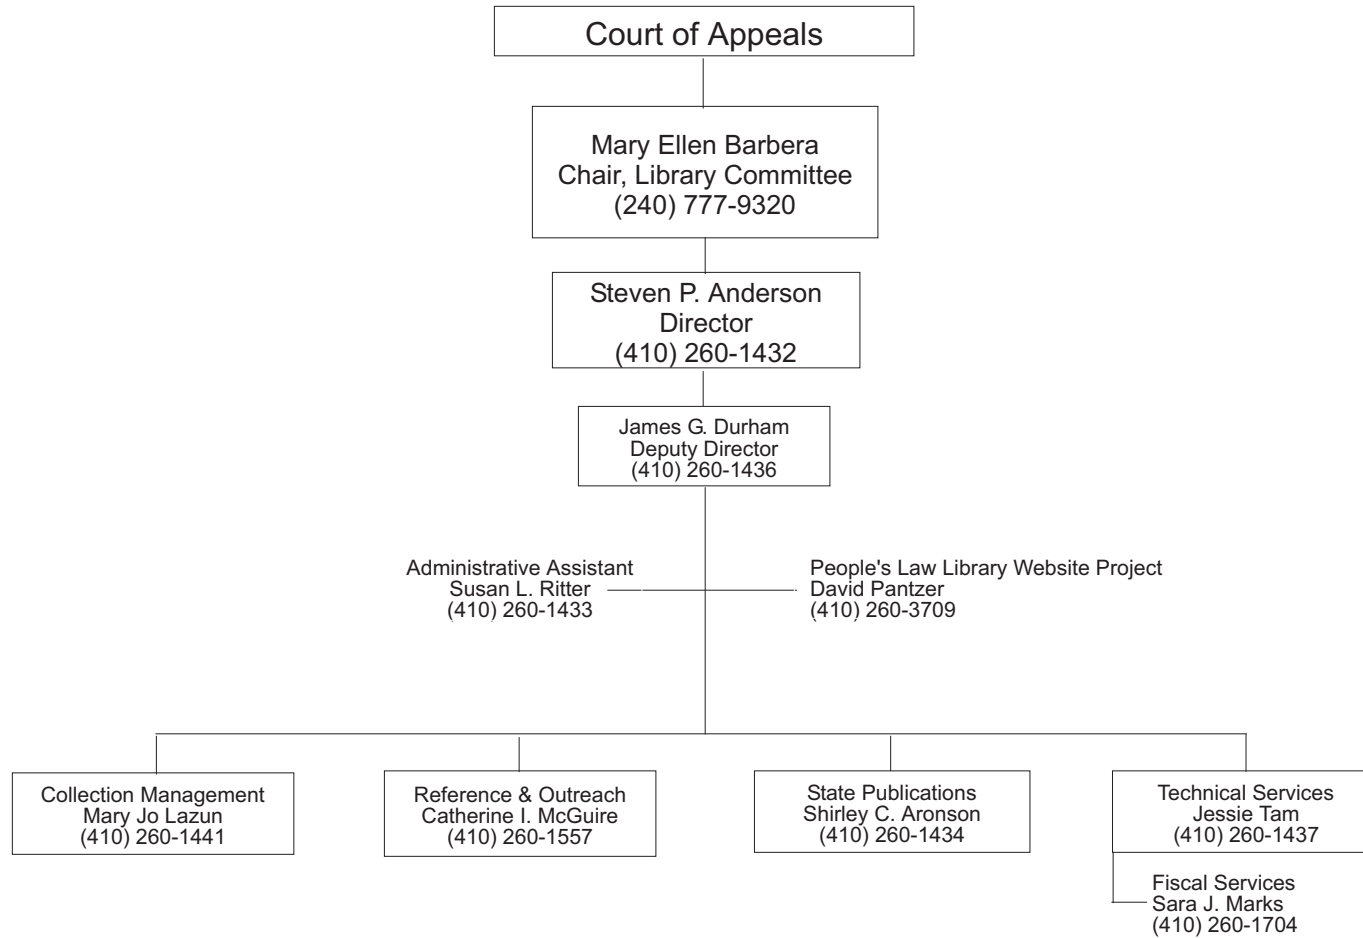 Court of Appeals
Mary Ellen Barbera
Chair, Library Committee
(240) 777-9320
Steven P. Anderson
Director
(410) 260-1432
James G. Durham
Deputy Director
(410) 260-1436
Administrative Assistant
Susan L. Ritter
(410) 260-1433
People's Law Library Website Project
David Pantzer
(410) 260-3709
Collection Management
Mary Jo Lazun
(410) 260-1441
Reference & Outreach
Catherine I. McGuire
(410) 260-1557
State Publications
Shirley C. Aronson
(410) 260-1434
Technical Services
Jessie Tam
(410) 260-1437
Fiscal Services
Sara J. Marks
(410) 260-1704